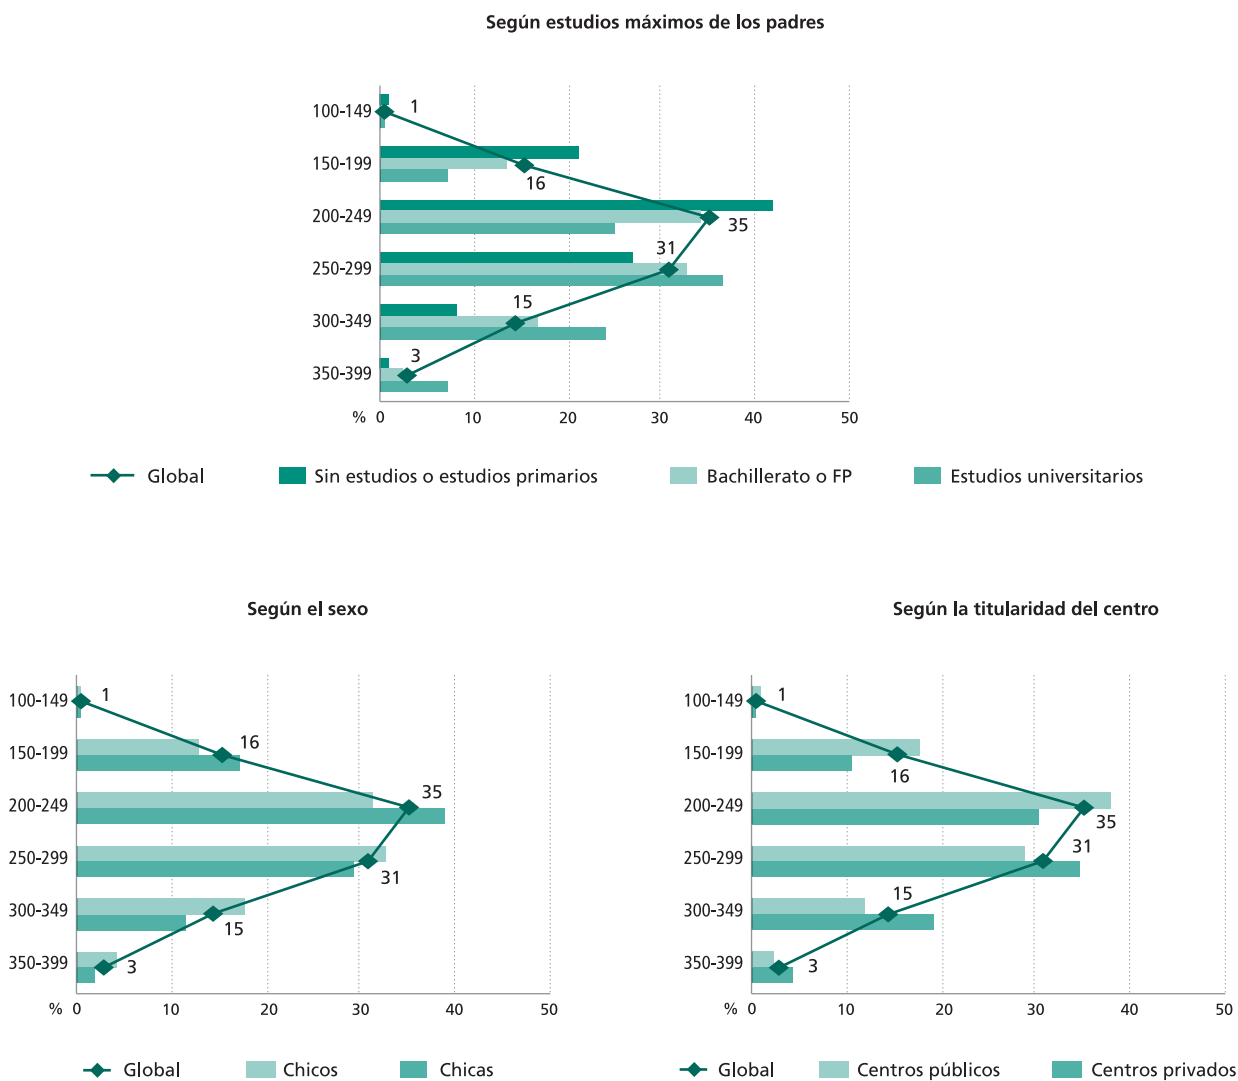 Según estudios máximos de los padres
100-149 1
150-199 16
200-249 35
250-299 31
300-349 15
350-399 3
% 0 10 20 30 40 50
Global Sin estudios o estudios primarios Bachillerato o FP Estudios universitarios
Según el sexo
100-149 1
150-199 16
200-249 35
250-299 31
300-349 15
350-399 3
% 0 10 20 30 40 50
Global Chicos Chicas
Según la titularidad del centro
100-149 1
150-199 16
200-249 35
250-299 31
300-349 15
350-399 3
% 0 10 20 30 40 50
Global Centros públicos Centros privados